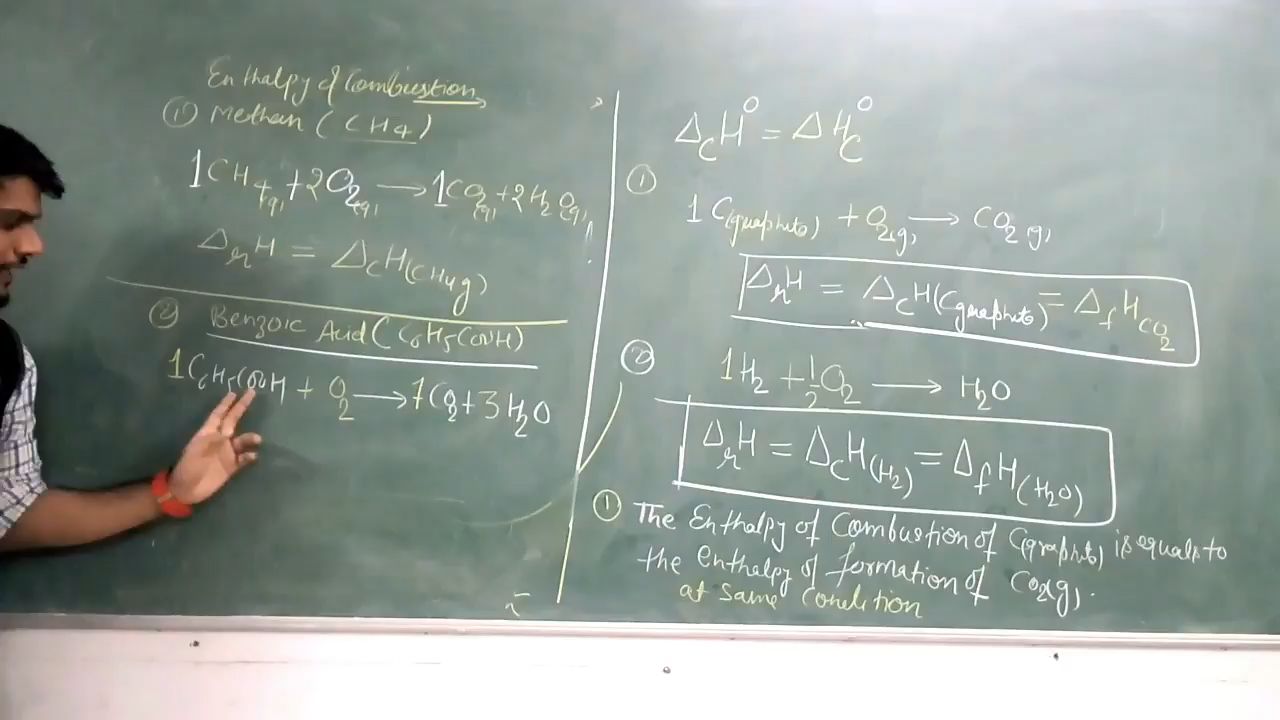 Enthalpy of Combustion
① Methan (CH4)
1CH4(g) + 2O2(g) → 1CO2(g) + 2H2O(g)
ΔrH = ΔcH(CH4g)
② Benzoic Acid (C6H5COOH)
1C6H5COOH + O2 → 7CO2 + 3H2O
ΔcH° = ΔHc°
①
1C(graphite) + O2(g) → CO2(g)
ΔrH = ΔcH(Cgraphite) = ΔfHCO2
②
1H2 + 1/2O2 → H2O
ΔrH = ΔcH(H2) = ΔfH(H2O)
① The Enthalpy of Combustion of C(graphite) is equals to
the enthalpy of formation of CO2(g).
at same condition